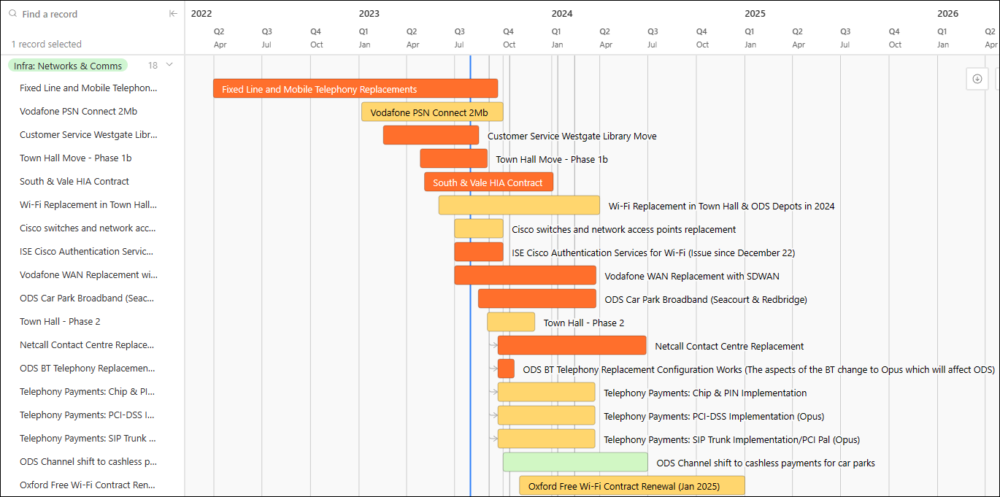 Find a record
1 record selected
2022 2023 2024 2025 2026
Q2 Q3 Q4 Q1 Q2 Q3 Q4 Q1 Q2 Q3 Q4 Q1 Q2 Q3 Q4 Q1 Q2
Apr Jul Oct Jan Apr Jul Oct Jan Apr Jul Oct Jan Apr Jul Oct Jan Apr
Infra: Networks & Comms 18
Fixed Line and Mobile Telephon... Fixed Line and Mobile Telephony Replacements
Vodafone PSN Connect 2Mb Vodafone PSN Connect 2Mb
Customer Service Westgate Libr... Customer Service Westgate Library Move
Town Hall Move - Phase 1b Town Hall Move - Phase 1b
South & Vale HIA Contract South & Vale HIA Contract
Wi-Fi Replacement in Town Hall... Wi-Fi Replacement in Town Hall & ODS Depots in 2024
Cisco switches and network acc... Cisco switches and network access points replacement
ISE Cisco Authentication Servic... ISE Cisco Authentication Services for Wi-Fi (Issue since December 22)
Vodafone WAN Replacement wi... Vodafone WAN Replacement with SDWAN
ODS Car Park Broadband (Seac... ODS Car Park Broadband (Seacourt & Redbridge)
Town Hall - Phase 2 Town Hall - Phase 2
Netcall Contact Centre Replace... Netcall Contact Centre Replacement
ODS BT Telephony Replacemen... ODS BT Telephony Replacement Configuration Works (The aspects of the BT change to Opus which will affect ODS)
Telephony Payments: Chip & PI... Telephony Payments: Chip & PIN Implementation
Telephony Payments: PCI-DSS I... Telephony Payments: PCI-DSS Implementation (Opus)
Telephony Payments: SIP Trunk ... Telephony Payments: SIP Trunk Implementation/PCI Pal (Opus)
ODS Channel shift to cashless p... ODS Channel shift to cashless payments for car parks
Oxford Free Wi-Fi Contract Ren... Oxford Free Wi-Fi Contract Renewal (Jan 2025)